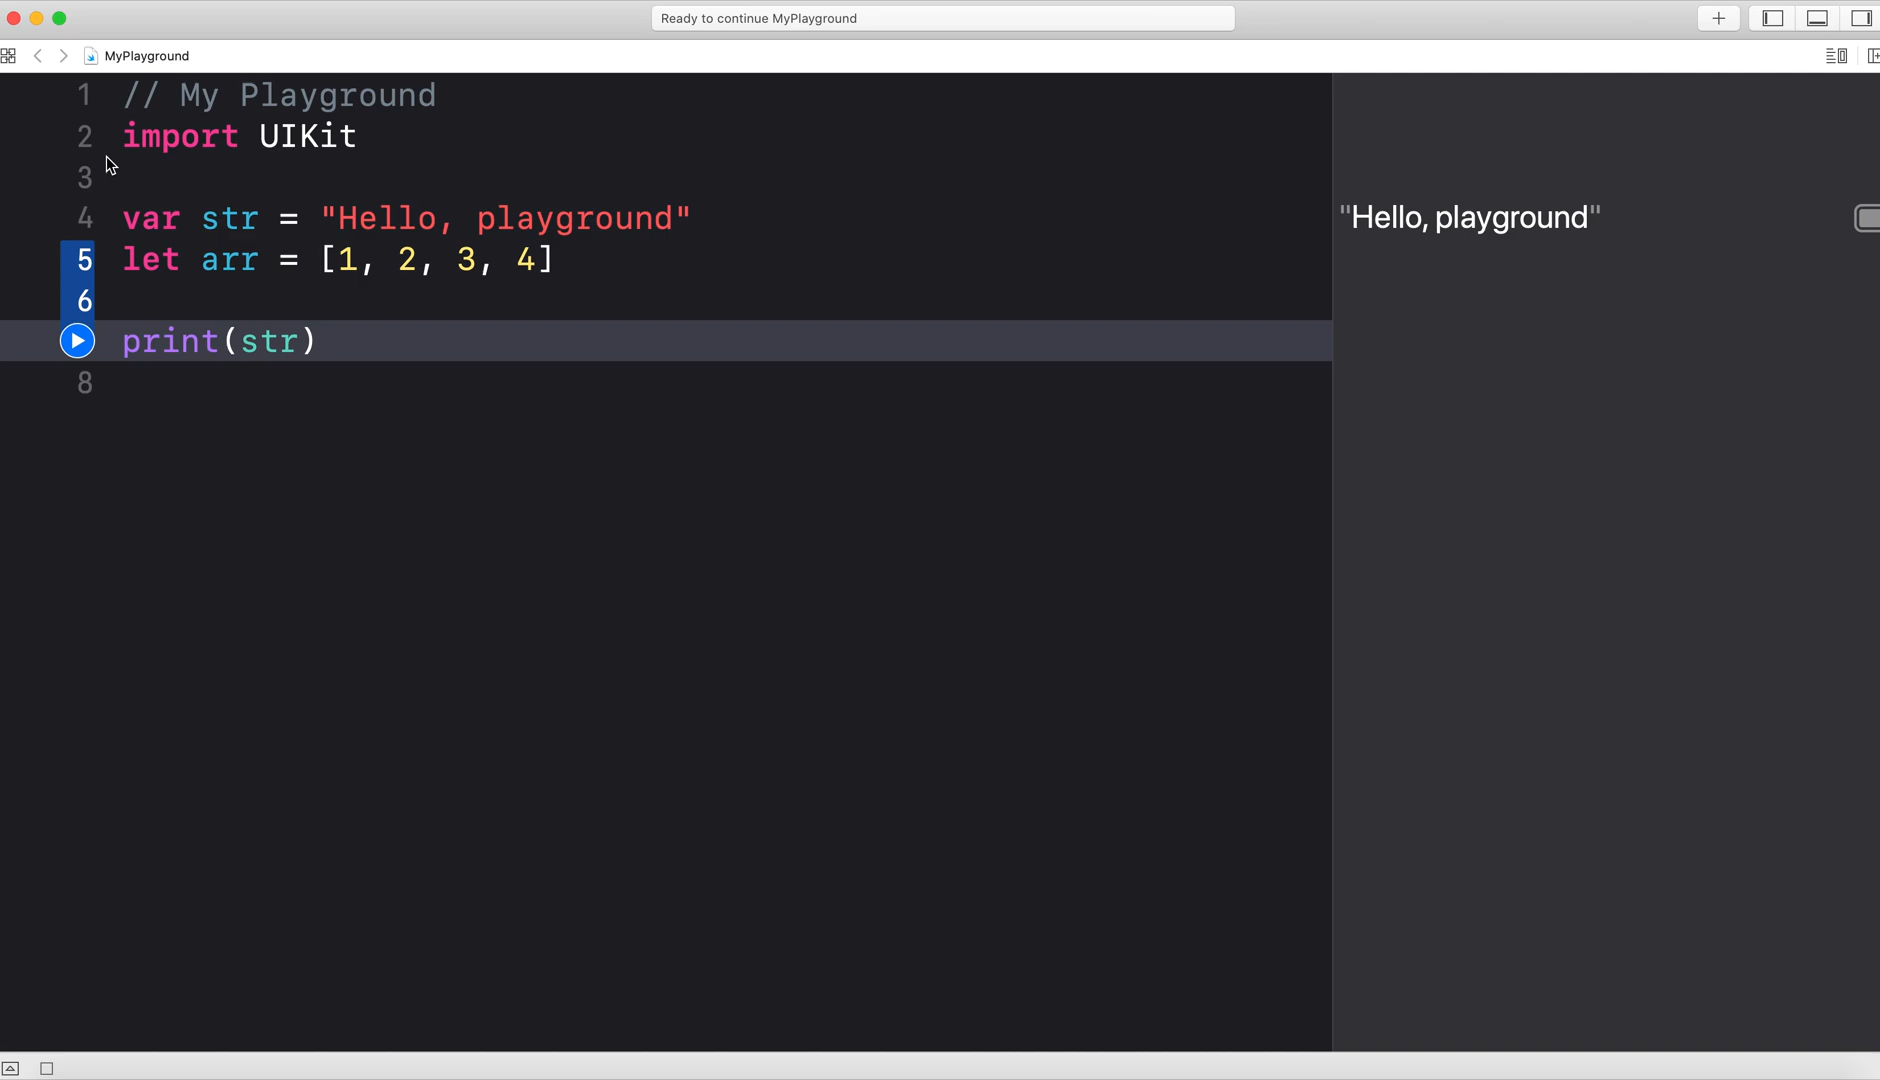 Ready to continue MyPlayground
MyPlayground
1 // My Playground
2 import UIKit
3
4 var str = "Hello, playground"
"Hello, playground"
5 let arr = [1, 2, 3, 4]
6
print(str)
8